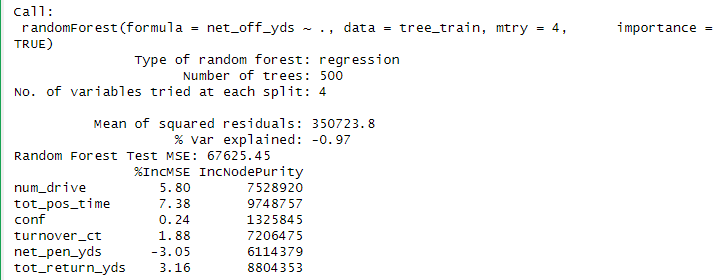 Call:
randomForest(formula = net_off_yds ~ ., data = tree_train, mtry = 4, importance =
TRUE)
Type of random forest: regression
Number of trees: 500
No. of variables tried at each split: 4
Mean of squared residuals: 350723.8
% Var explained: -0.97
Random Forest Test MSE: 67625.45
%IncMSE IncNodePurity
num_drive 5.80 7528920
tot_pos_time 7.38 9748757
conf 0.24 1325845
turnover_ct 1.88 7206475
net_pen_yds -3.05 6114379
tot_return_yds 3.16 8804353